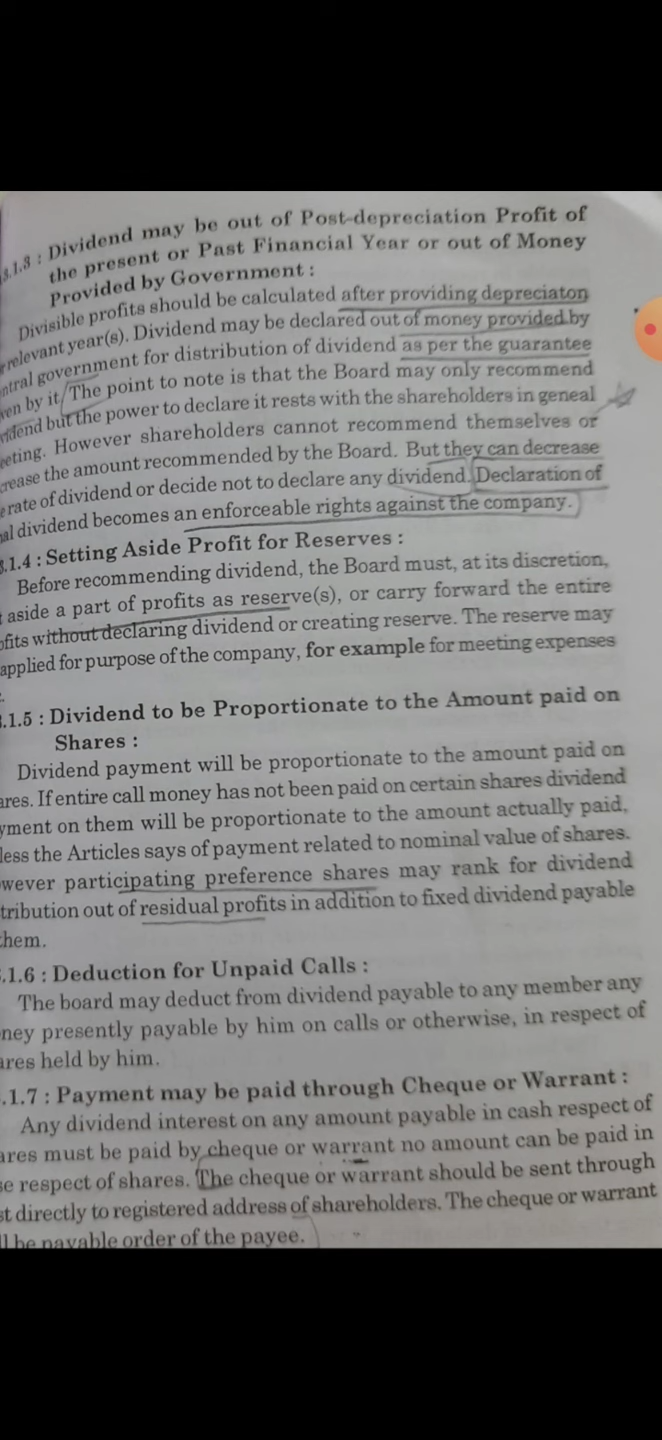 3.1.3 : Dividend may be out of Post-depreciation Profit of
the present or Past Financial Year or out of Money
Provided by Government :
Divisible profits should be calculated after providing depreciaton
relevant year(s). Dividend may be declared out of money provided by
ntral government for distribution of dividend as per the guarantee
ven by it. The point to note is that the Board may only recommend
vidend but the power to declare it rests with the shareholders in geneal
eeting. However shareholders cannot recommend themselves or
crease the amount recommended by the Board. But they can decrease
e rate of dividend or decide not to declare any dividend. Declaration of
nal dividend becomes an enforceable rights against the company.
3.1.4 : Setting Aside Profit for Reserves :
Before recommending dividend, the Board must, at its discretion,
t aside a part of profits as reserve(s), or carry forward the entire
ofits without declaring dividend or creating reserve. The reserve may
applied for purpose of the company, for example for meeting expenses
.1.5 : Dividend to be Proportionate to the Amount paid on
Shares :
Dividend payment will be proportionate to the amount paid on
ares. If entire call money has not been paid on certain shares dividend
yment on them will be proportionate to the amount actually paid,
less the Articles says of payment related to nominal value of shares.
wever participating preference shares may rank for dividend
tribution out of residual profits in addition to fixed dividend payable
them.
.1.6 : Deduction for Unpaid Calls :
The board may deduct from dividend payable to any member any
ney presently payable by him on calls or otherwise, in respect of
ares held by him.
.1.7 : Payment may be paid through Cheque or Warrant :
Any dividend interest on any amount payable in cash respect of
ares must be paid by cheque or warrant no amount can be paid in
se respect of shares. The cheque or warrant should be sent through
st directly to registered address of shareholders. The cheque or warrant
ll be payable order of the payee.